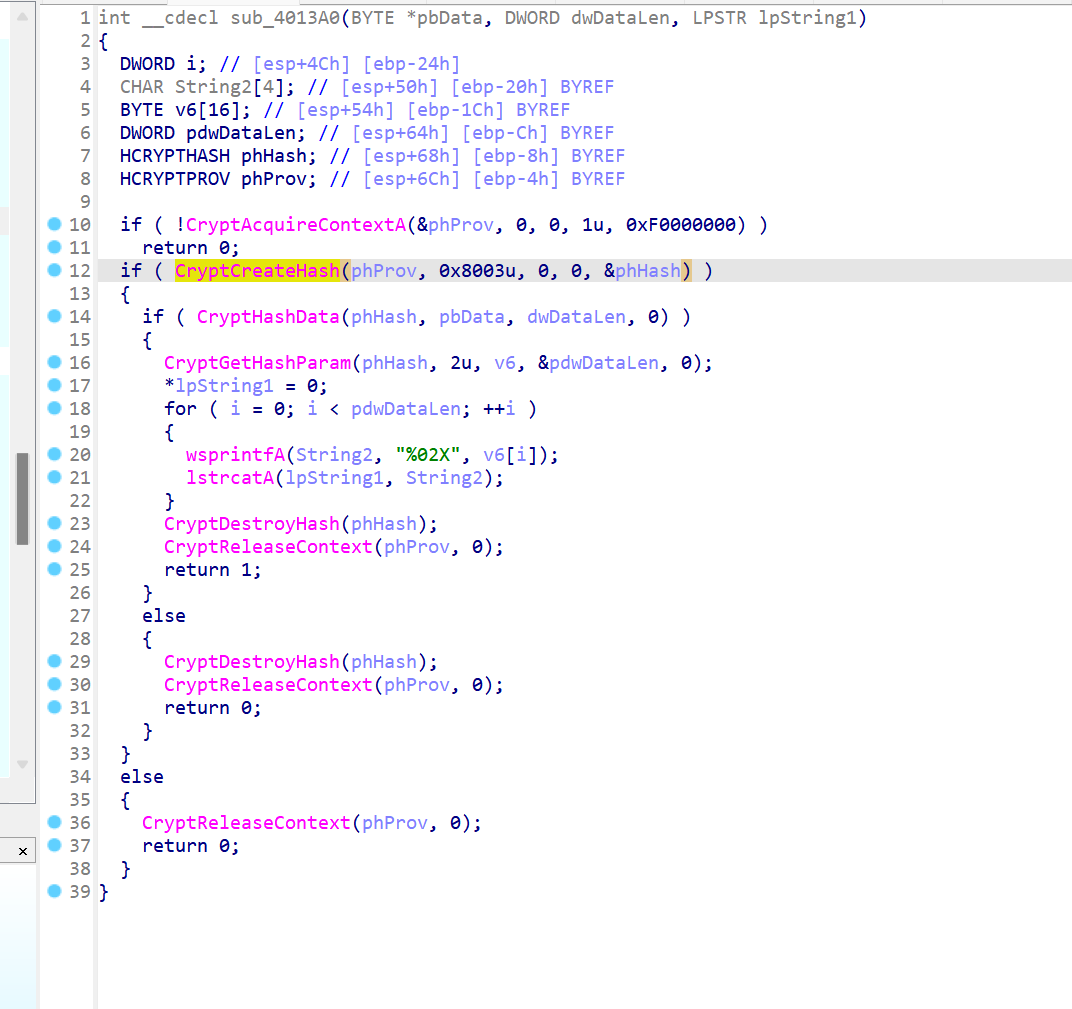 1 int __cdecl sub_4013A0(BYTE *pbData, DWORD dwDataLen, LPSTR lpString1)
2 {
3   DWORD i; // [esp+4Ch] [ebp-24h]
4   CHAR String2[4]; // [esp+50h] [ebp-20h] BYREF
5   BYTE v6[16]; // [esp+54h] [ebp-1Ch] BYREF
6   DWORD pdwDataLen; // [esp+64h] [ebp-Ch] BYREF
7   HCRYPTHASH phHash; // [esp+68h] [ebp-8h] BYREF
8   HCRYPTPROV phProv; // [esp+6Ch] [ebp-4h] BYREF
9
10   if ( !CryptAcquireContextA(&phProv, 0, 0, 1u, 0xF0000000) )
11     return 0;
12   if ( CryptCreateHash(phProv, 0x8003u, 0, 0, &phHash) )
13   {
14     if ( CryptHashData(phHash, pbData, dwDataLen, 0) )
15     {
16       CryptGetHashParam(phHash, 2u, v6, &pdwDataLen, 0);
17       *lpString1 = 0;
18       for ( i = 0; i < pdwDataLen; ++i )
19       {
20         wsprintfA(String2, "%02X", v6[i]);
21         lstrcatA(lpString1, String2);
22       }
23       CryptDestroyHash(phHash);
24       CryptReleaseContext(phProv, 0);
25       return 1;
26     }
27     else
28     {
29       CryptDestroyHash(phHash);
30       CryptReleaseContext(phProv, 0);
31       return 0;
32     }
33   }
34   else
35   {
36     CryptReleaseContext(phProv, 0);
37     return 0;
38   }
39 }